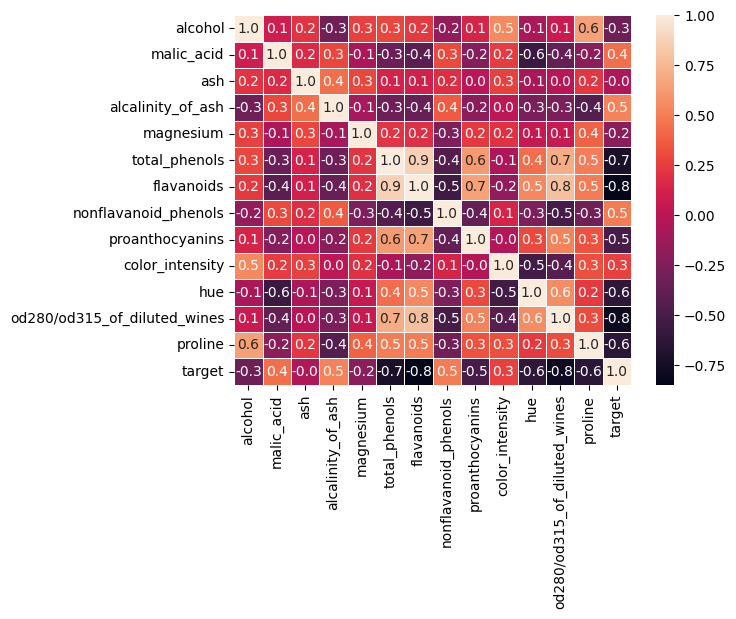 alcohol 1.0 0.1 0.2 -0.3 0.3 0.3 0.2 -0.2 0.1 0.5 -0.1 0.1 0.6 -0.3
malic_acid 0.1 1.0 0.2 0.3 -0.1 -0.3 -0.4 0.3 -0.2 0.2 -0.6 -0.4 -0.2 0.4
ash 0.2 0.2 1.0 0.4 0.3 0.1 0.1 0.2 0.0 0.3 -0.1 0.0 0.2 -0.0
alcalinity_of_ash -0.3 0.3 0.4 1.0 -0.1 -0.3 -0.4 0.4 -0.2 0.0 -0.3 -0.3 -0.4 0.5
magnesium 0.3 -0.1 0.3 -0.1 1.0 0.2 0.2 -0.3 0.2 0.2 0.1 0.1 0.4 -0.2
total_phenols 0.3 -0.3 0.1 -0.3 0.2 1.0 0.9 -0.4 0.6 -0.1 0.4 0.7 0.5 -0.7
flavanoids 0.2 -0.4 0.1 -0.4 0.2 0.9 1.0 -0.5 0.7 -0.2 0.5 0.8 0.5 -0.8
nonflavanoid_phenols -0.2 0.3 0.2 0.4 -0.3 -0.4 -0.5 1.0 -0.4 0.1 -0.3 -0.5 -0.3 0.5
proanthocyanins 0.1 -0.2 0.0 -0.2 0.2 0.6 0.7 -0.4 1.0 -0.0 0.3 0.5 0.3 -0.5
color_intensity 0.5 0.2 0.3 0.0 0.2 -0.1 -0.2 0.1 -0.0 1.0 -0.5 -0.4 0.3 0.3
hue -0.1 -0.6 -0.1 -0.3 0.1 0.4 0.5 -0.3 0.3 -0.5 1.0 0.6 0.2 -0.6
od280/od315_of_diluted_wines 0.1 -0.4 0.0 -0.3 0.1 0.7 0.8 -0.5 0.5 -0.4 0.6 1.0 0.3 -0.8
proline 0.6 -0.2 0.2 -0.4 0.4 0.5 0.5 -0.3 0.3 0.3 0.2 0.3 1.0 -0.6
target -0.3 0.4 -0.0 0.5 -0.2 -0.7 -0.8 0.5 -0.5 0.3 -0.6 -0.8 -0.6 1.0
alcohol
malic_acid
ash
alcalinity_of_ash
magnesium
total_phenols
flavanoids
nonflavanoid_phenols
proanthocyanins
color_intensity
hue
od280/od315_of_diluted_wines
proline
target
1.00
0.75
0.50
0.25
0.00
−0.25
−0.50
−0.75